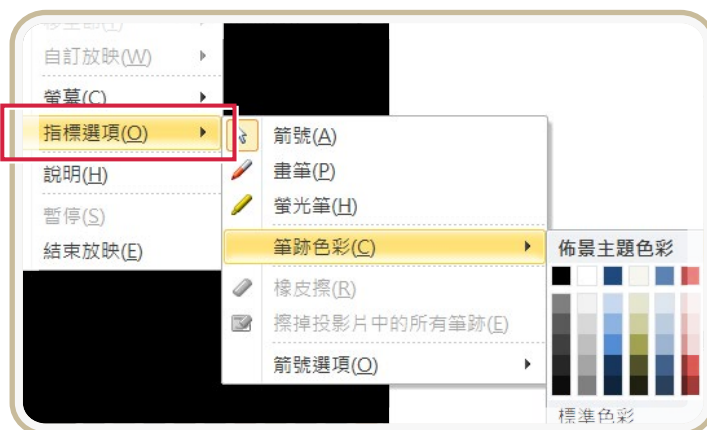 自訂放映(W)
螢幕(C)
指標選項(O)
說明(H)
暫停(S)
結束放映(E)
箭號(A)
畫筆(P)
螢光筆(H)
筆跡色彩(C)
橡皮擦(R)
擦掉投影片中的所有筆跡(E)
箭號選項(O)
佈景主題色彩
標準色彩